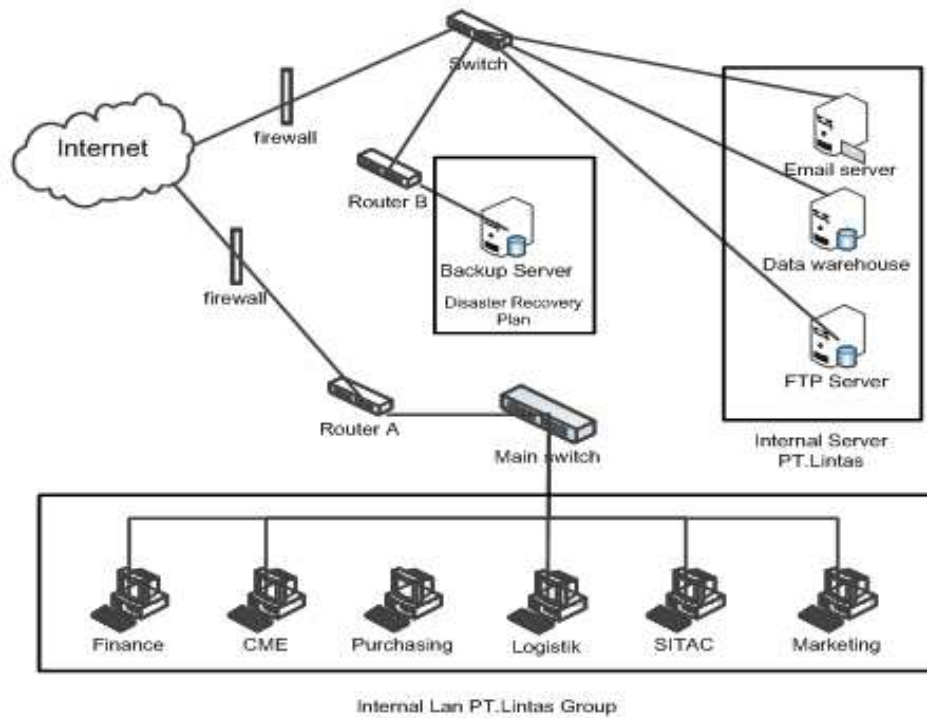 Switch
Internet
firewall
Email server
Router B
Backup Server
Data warehouse
firewall
Disaster Recovery
Plan
FTP Server
Router A
Main switch
Internal Server
PT.Lintas
Finance
CME
Purchasing
Logistik
SITAC
Marketing
Internal Lan PT.Lintas Group